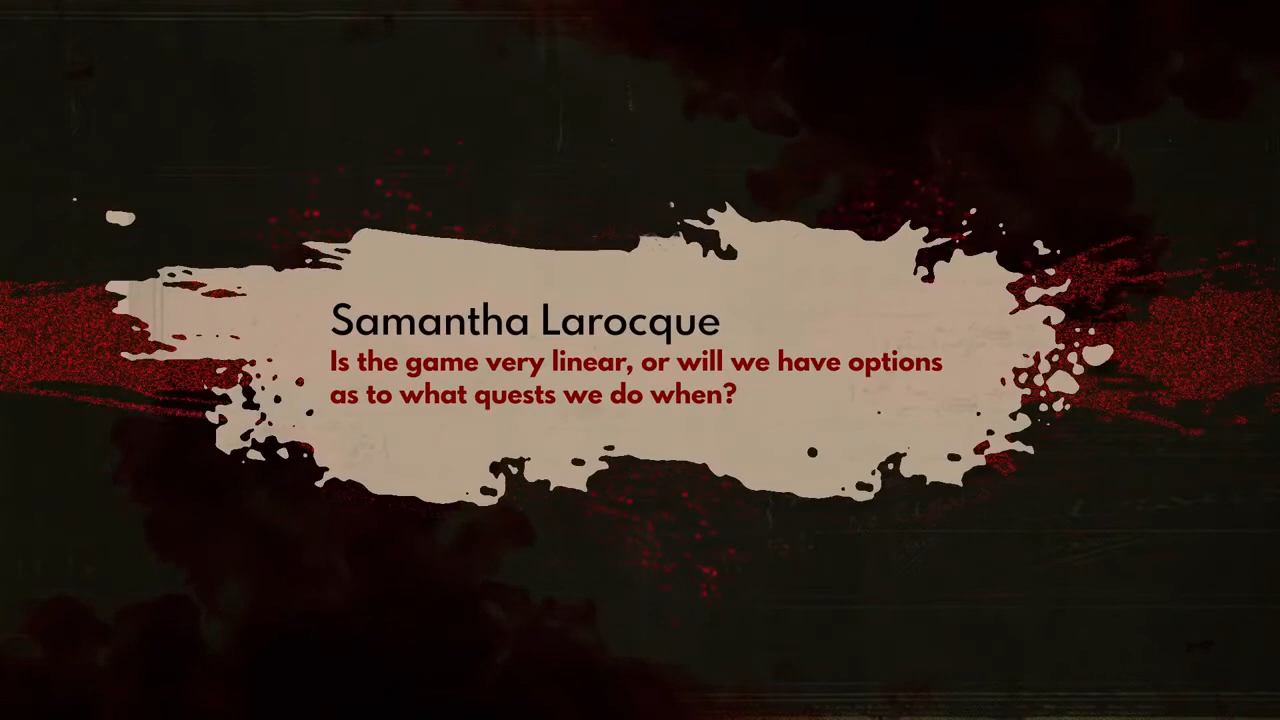 Samantha Larocque
Is the game very linear, or will we have options
as to what quests we do when?